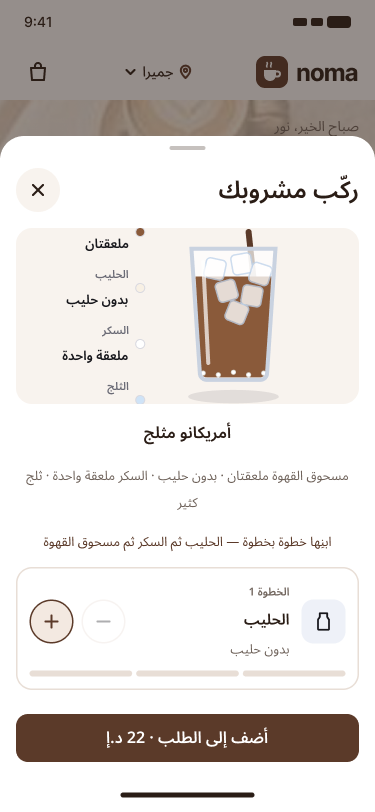 9:41
noma
جميرا
صباح الخير، نور
ركّب مشروبك
ملعقتان
الحليب
بدون حليب
السكر
ملعقة واحدة
الثلج
أمريكانو مثلج
مسحوق القهوة ملعقتان · بدون حليب · السكر ملعقة واحدة · ثلج
كثير
ابنِها خطوة بخطوة — الحليب ثم السكر ثم مسحوق القهوة
الخطوة 1
الحليب
بدون حليب
أضف إلى الطلب · 22 د.إ